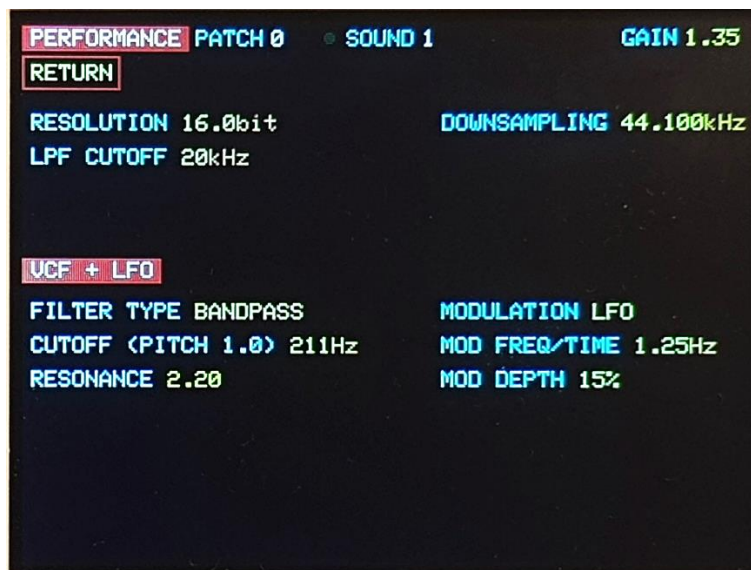 PERFORMANCE PATCH 0 SOUND 1 GAIN 1.35
RETURN
RESOLUTION 16.0bit DOWNSAMPLING 44.100kHz
LPF CUTOFF 20kHz
VCF + LFO
FILTER TYPE BANDPASS MODULATION LFO
CUTOFF (PITCH 1.0) 211Hz MOD FREQ/TIME 1.25Hz
RESONANCE 2.20 MOD DEPTH 15%